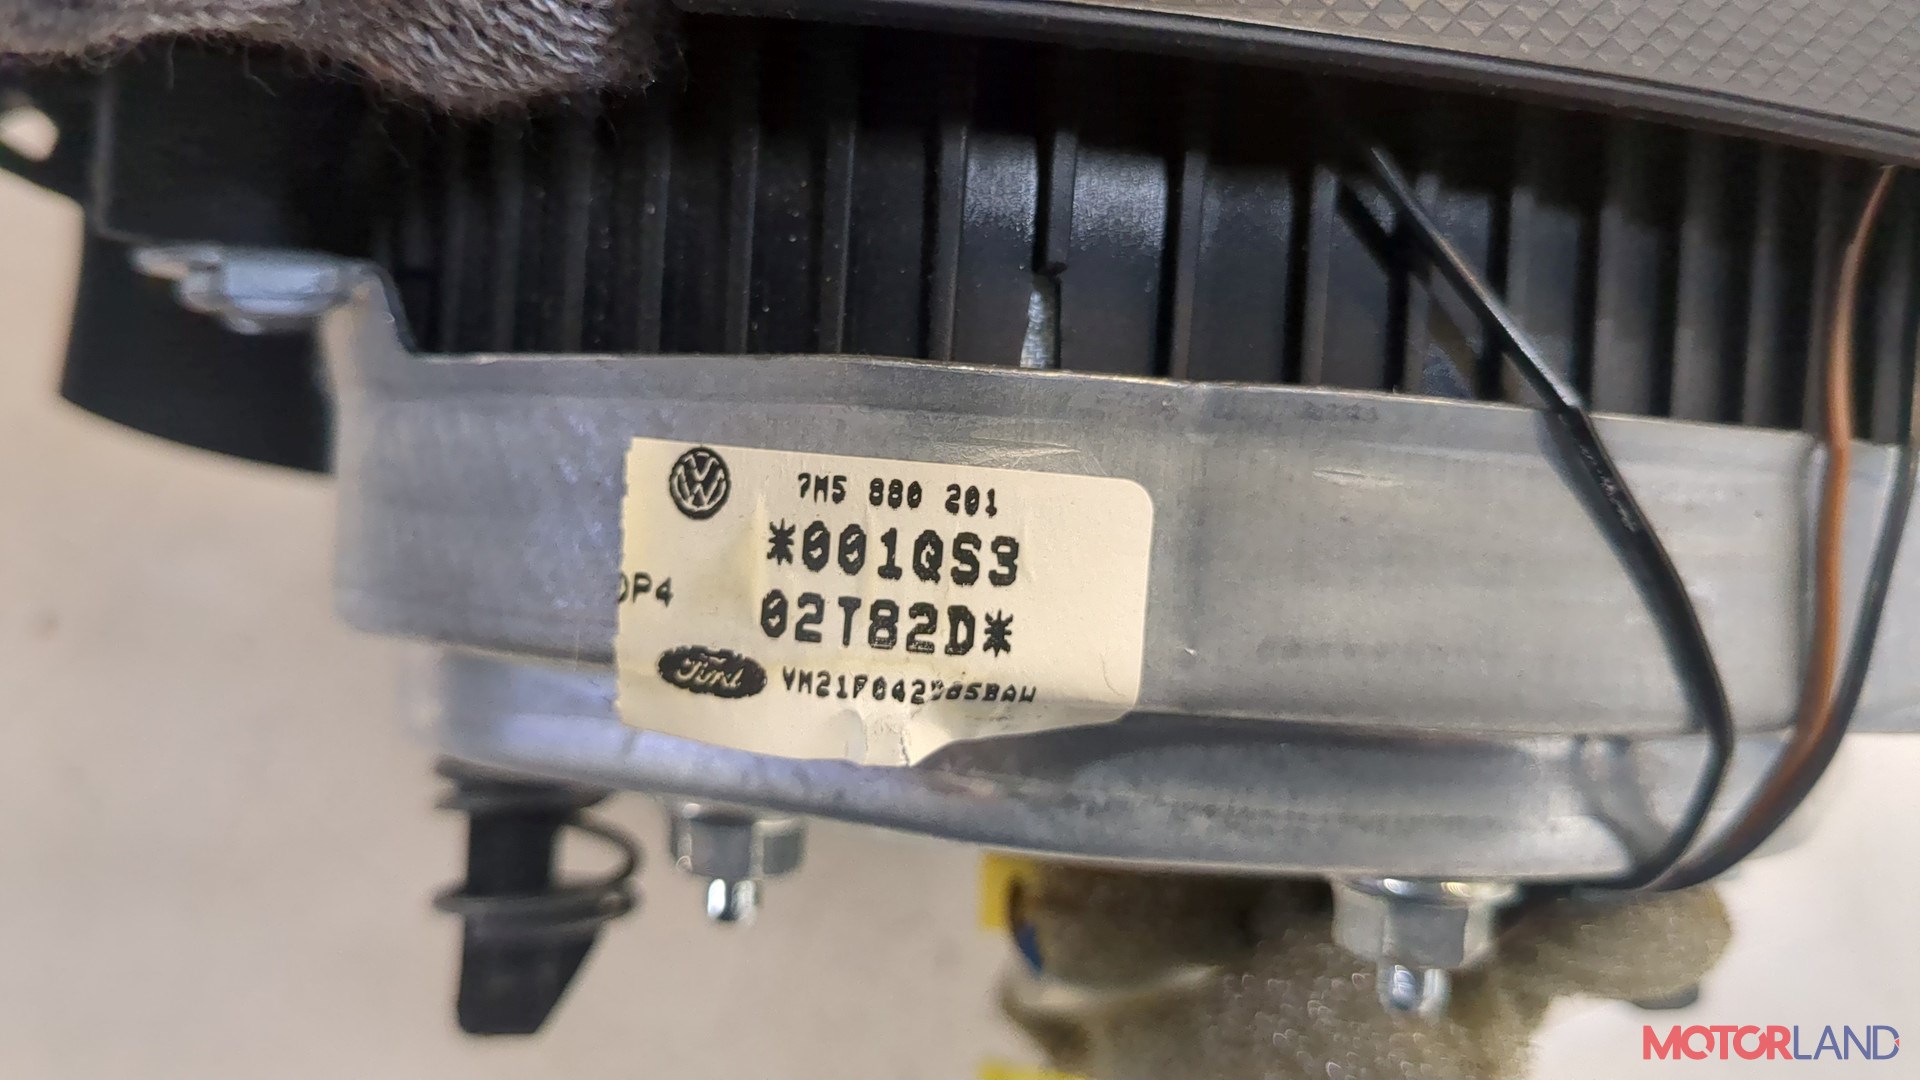 7M5 880 201
*001QS3
DP4
02T82D*
Ford
MOTORLAND